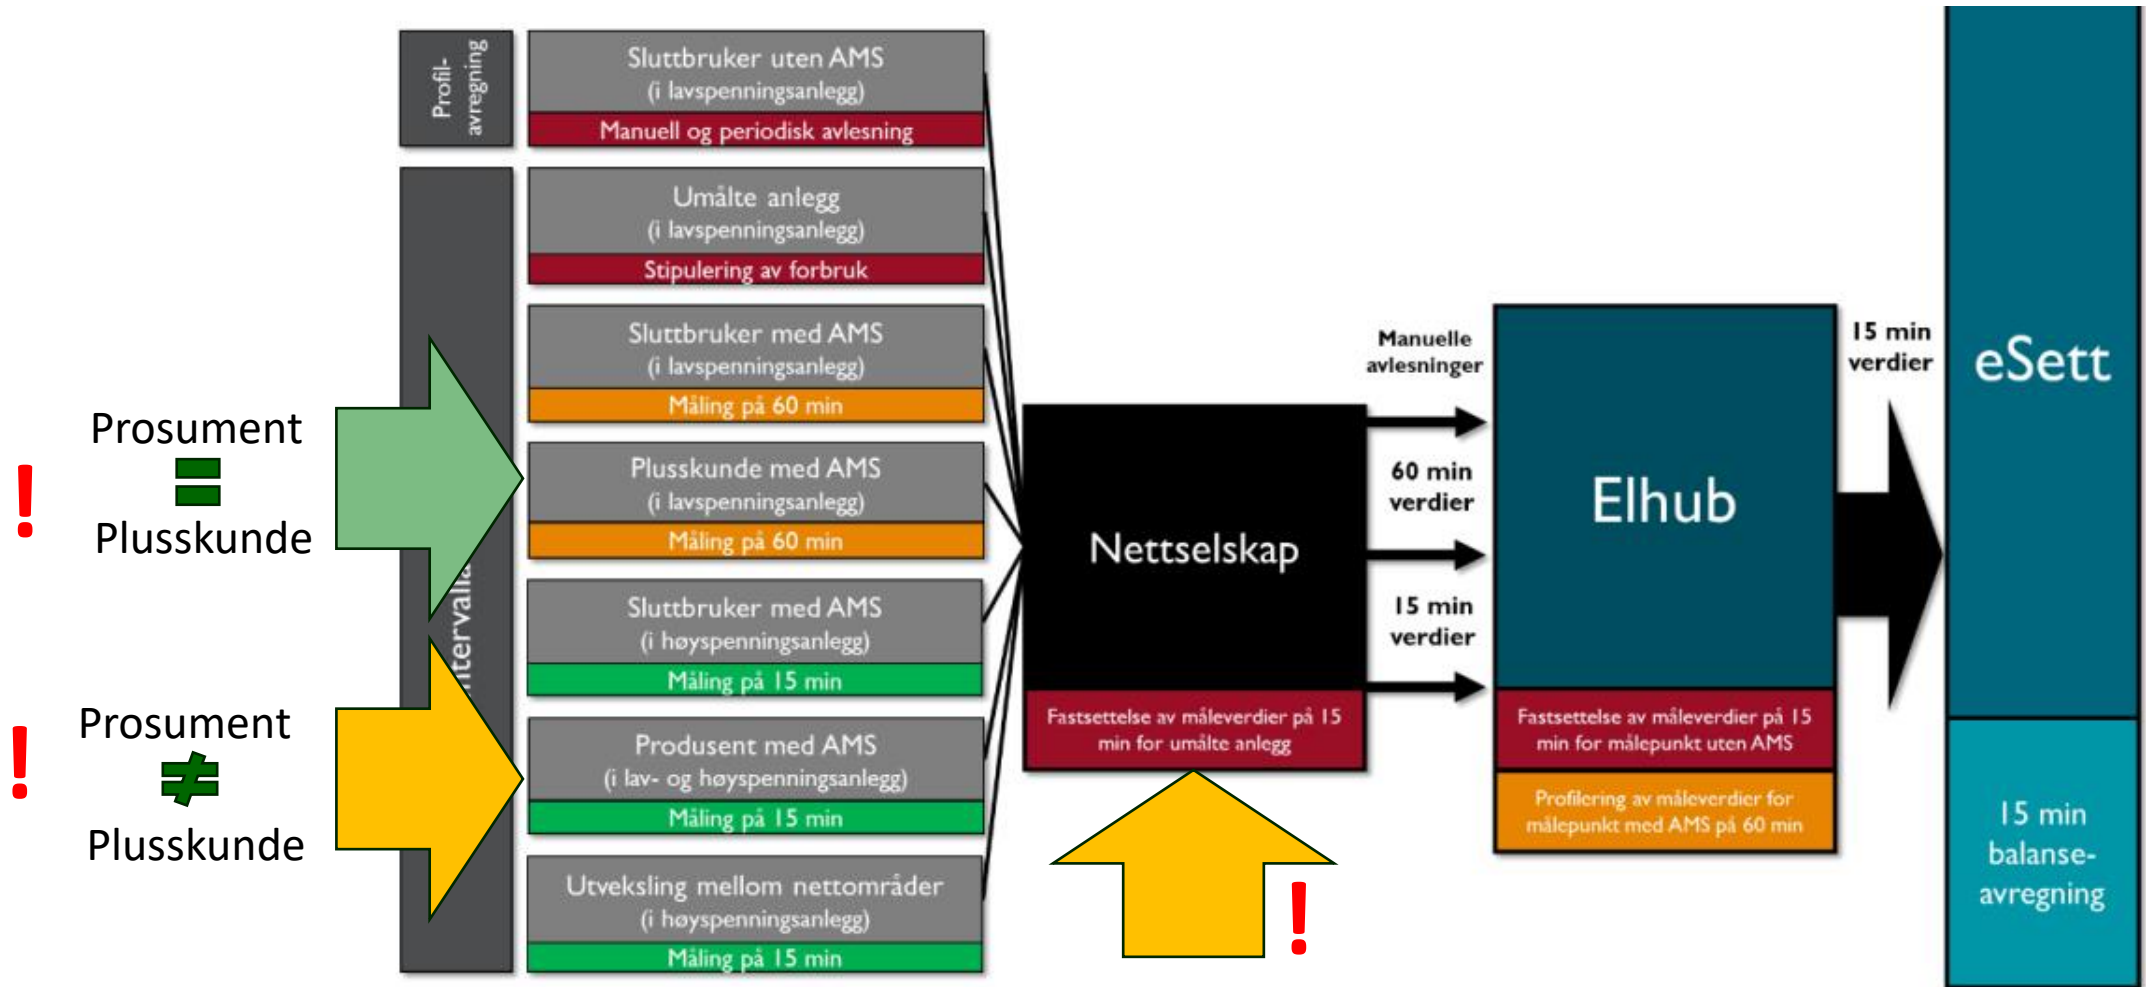 Profil-
avregning
Sluttbruker uten AMS
(i lavspenningsanlegg)
Manuell og periodisk avlesning
Umålte anlegg
(i lavspenningsanlegg)
Stipulering av forbruk
Sluttbruker med AMS
(i lavspenningsanlegg)
Måling på 60 min
Plusskunde med AMS
(i lavspenningsanlegg)
Måling på 60 min
Sluttbruker med AMS
(i høyspenningsanlegg)
Måling på 15 min
Produsent med AMS
(i lav- og høyspenningsanlegg)
Måling på 15 min
Utveksling mellom nettområder
(i høyspenningsanlegg)
Måling på 15 min
!
Prosument
=
Plusskunde
!
Prosument
≠
Plusskunde
Nettselskap
Fastsettelse av måleverdier på 15
min for umålte anlegg
!
Manuelle
avlesninger
60 min
verdier
15 min
verdier
Elhub
Fastsettelse av måleverdier på 15
min for målepunkt uten AMS
Profilering av måleverdier for
målepunkt med AMS på 60 min
15 min
verdier
eSett
15 min
balanse-
avregning